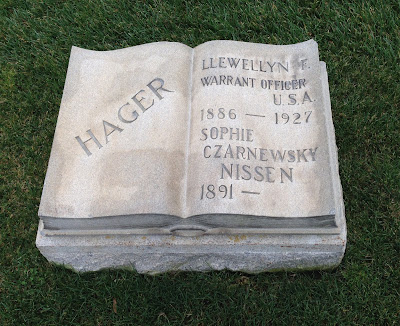 HAGER
LLEWELLYN F.
WARRANT OFFICER
U.S.A.
1886 — 1927
SOPHIE
CZARNEWSKY
NISSEN
1891 —